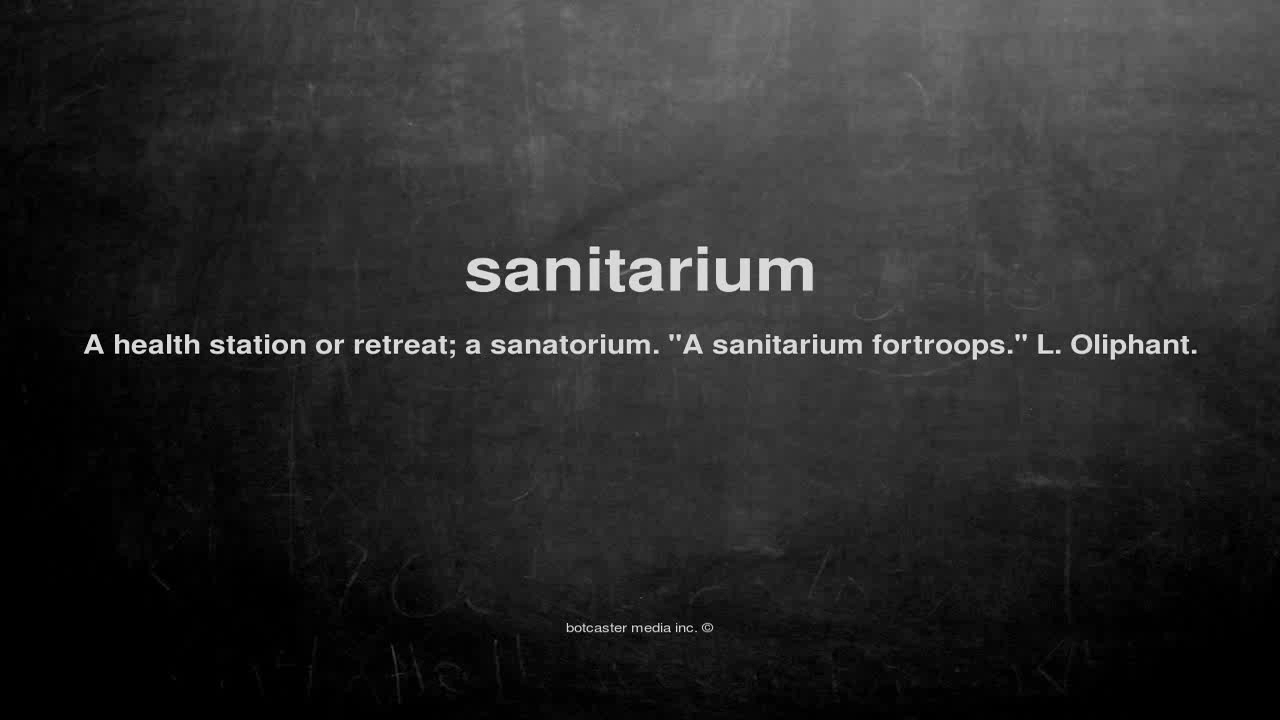 sanitarium
A health station or retreat; a sanatorium. "A sanitarium fortroops." L. Oliphant.
botcaster media inc. ©